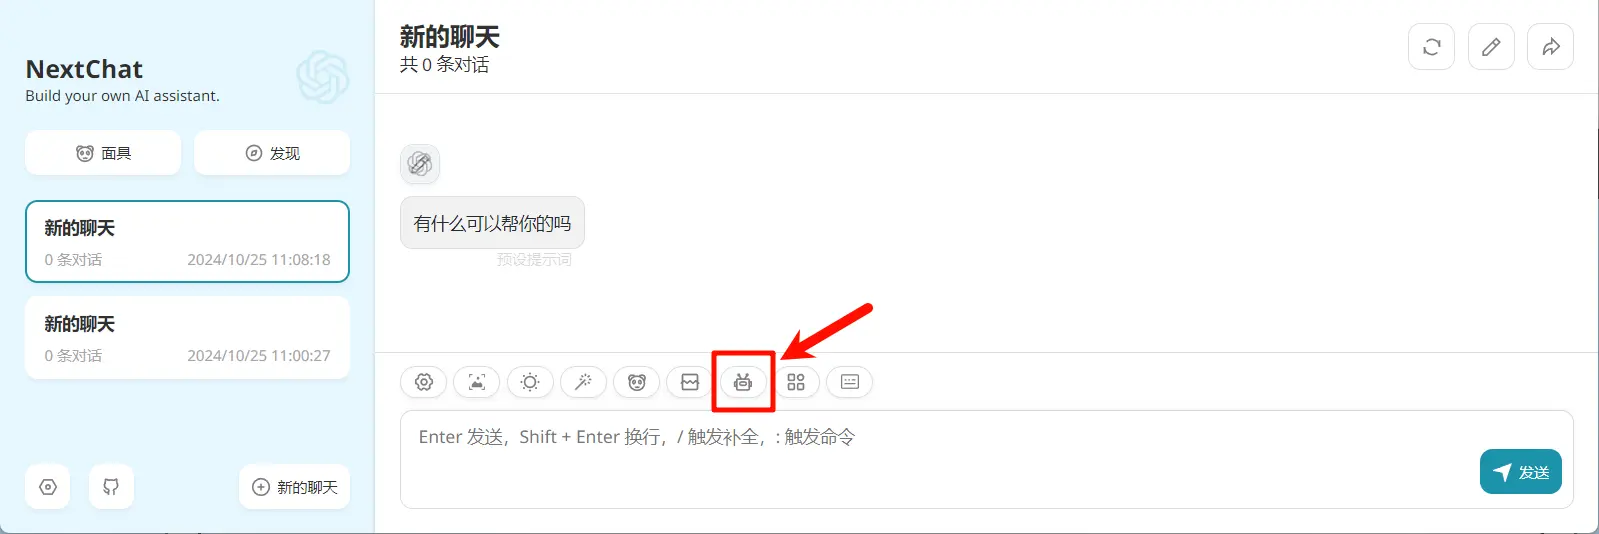 NextChat
Build your own AI assistant.
面具
发现
新的聊天
0 条对话 2024/10/25 11:08:18
新的聊天
0 条对话 2024/10/25 11:00:27
新的聊天
新的聊天
共 0 条对话
有什么可以帮你的吗
预设提示词
Enter 发送，Shift + Enter 换行，/ 触发补全，: 触发命令
发送